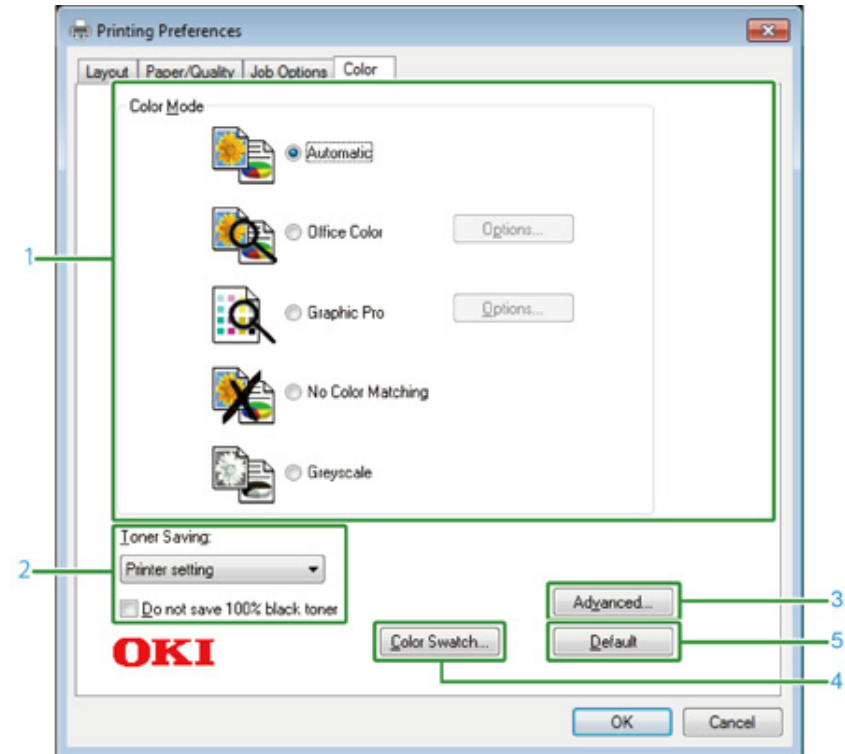 Printing Preferences
Layout Paper/Quality Job Options Color
Color Mode
Automatic
1
Office Color Options...
Graphic Pro Options...
No Color Matching
Greyscale
Toner Saving:
2 Printer setting
Do not save 100% black toner
Advanced... 3
OKI Color Swatch... Default 5
4
OK Cancel